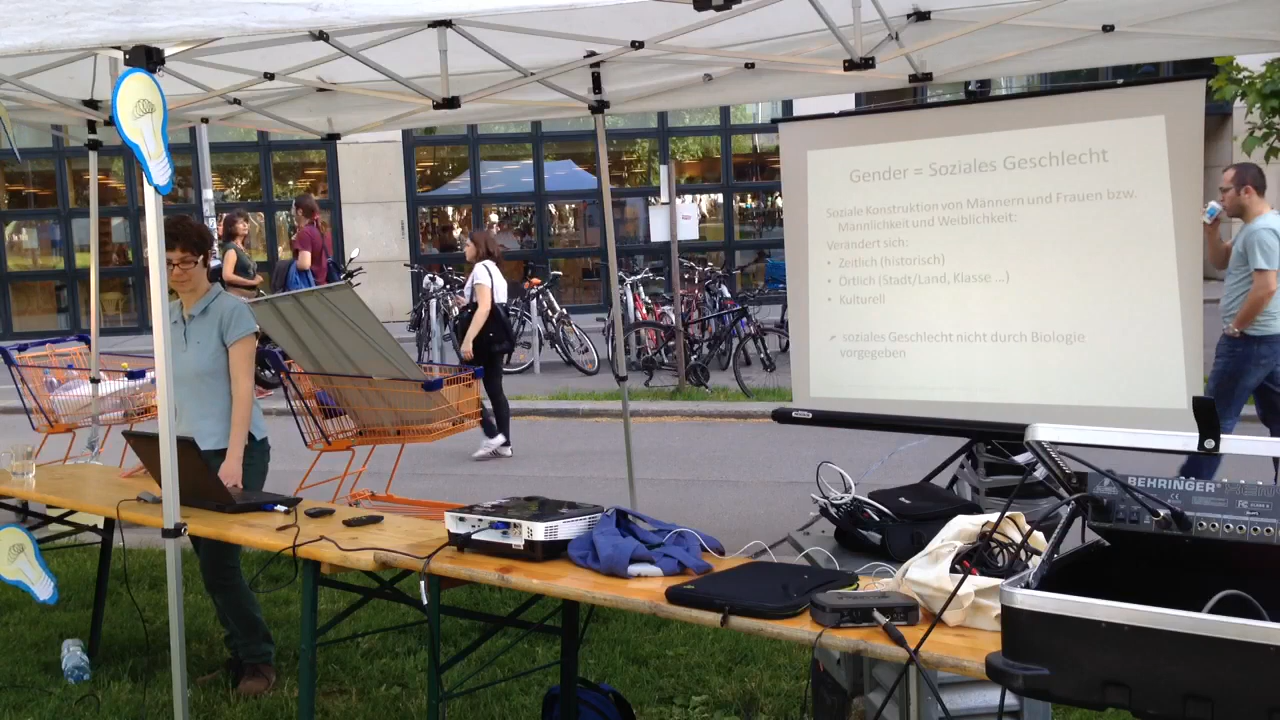 Gender = Soziales Geschlecht
Soziale Konstruktion von Männern und Frauen bzw.
Männlichkeit und Weiblichkeit:
Verändert sich:
• Zeitlich (historisch)
• Örtlich (Stadt/Land, Klasse ...)
• Kulturell
soziales Geschlecht nicht durch Biologie
vorgegeben
BEHRINGER